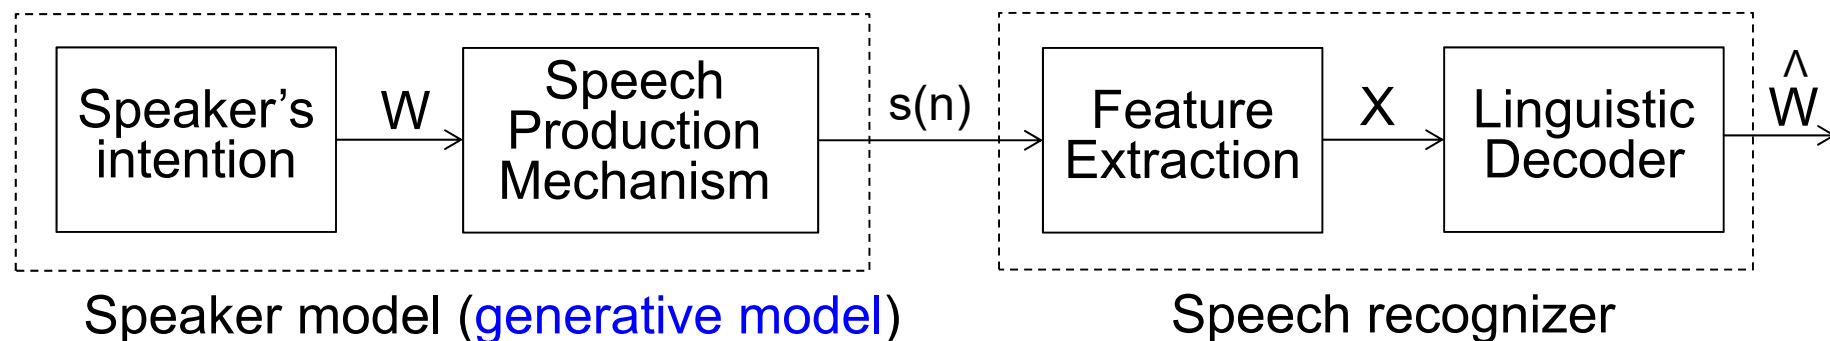 Speaker's
intention
W
Speech
Production
Mechanism
s(n)
Feature
Extraction
X
Linguistic
Decoder
Ŵ
Speaker model (generative model)
Speech recognizer